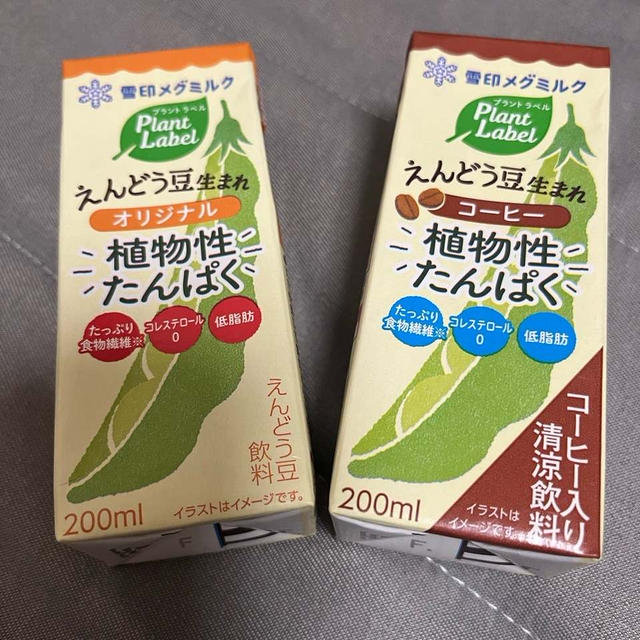 雪印メグミルク
プラントラベル
Plant
Label
えんどう豆生まれ
オリジナル
植物性
たんぱく
たっぷり
食物繊維※
コレステロール
0
低脂肪
えんどう豆
飲料
200ml
イラストはイメージです。
雪印メグミルク
プラントラベル
Plant
Label
えんどう豆生まれ
コーヒー
植物性
たんぱく
たっぷり
食物繊維※
コレステロール
0
低脂肪
コーヒー入り
清涼飲料
200ml
イラストは
イメージです。